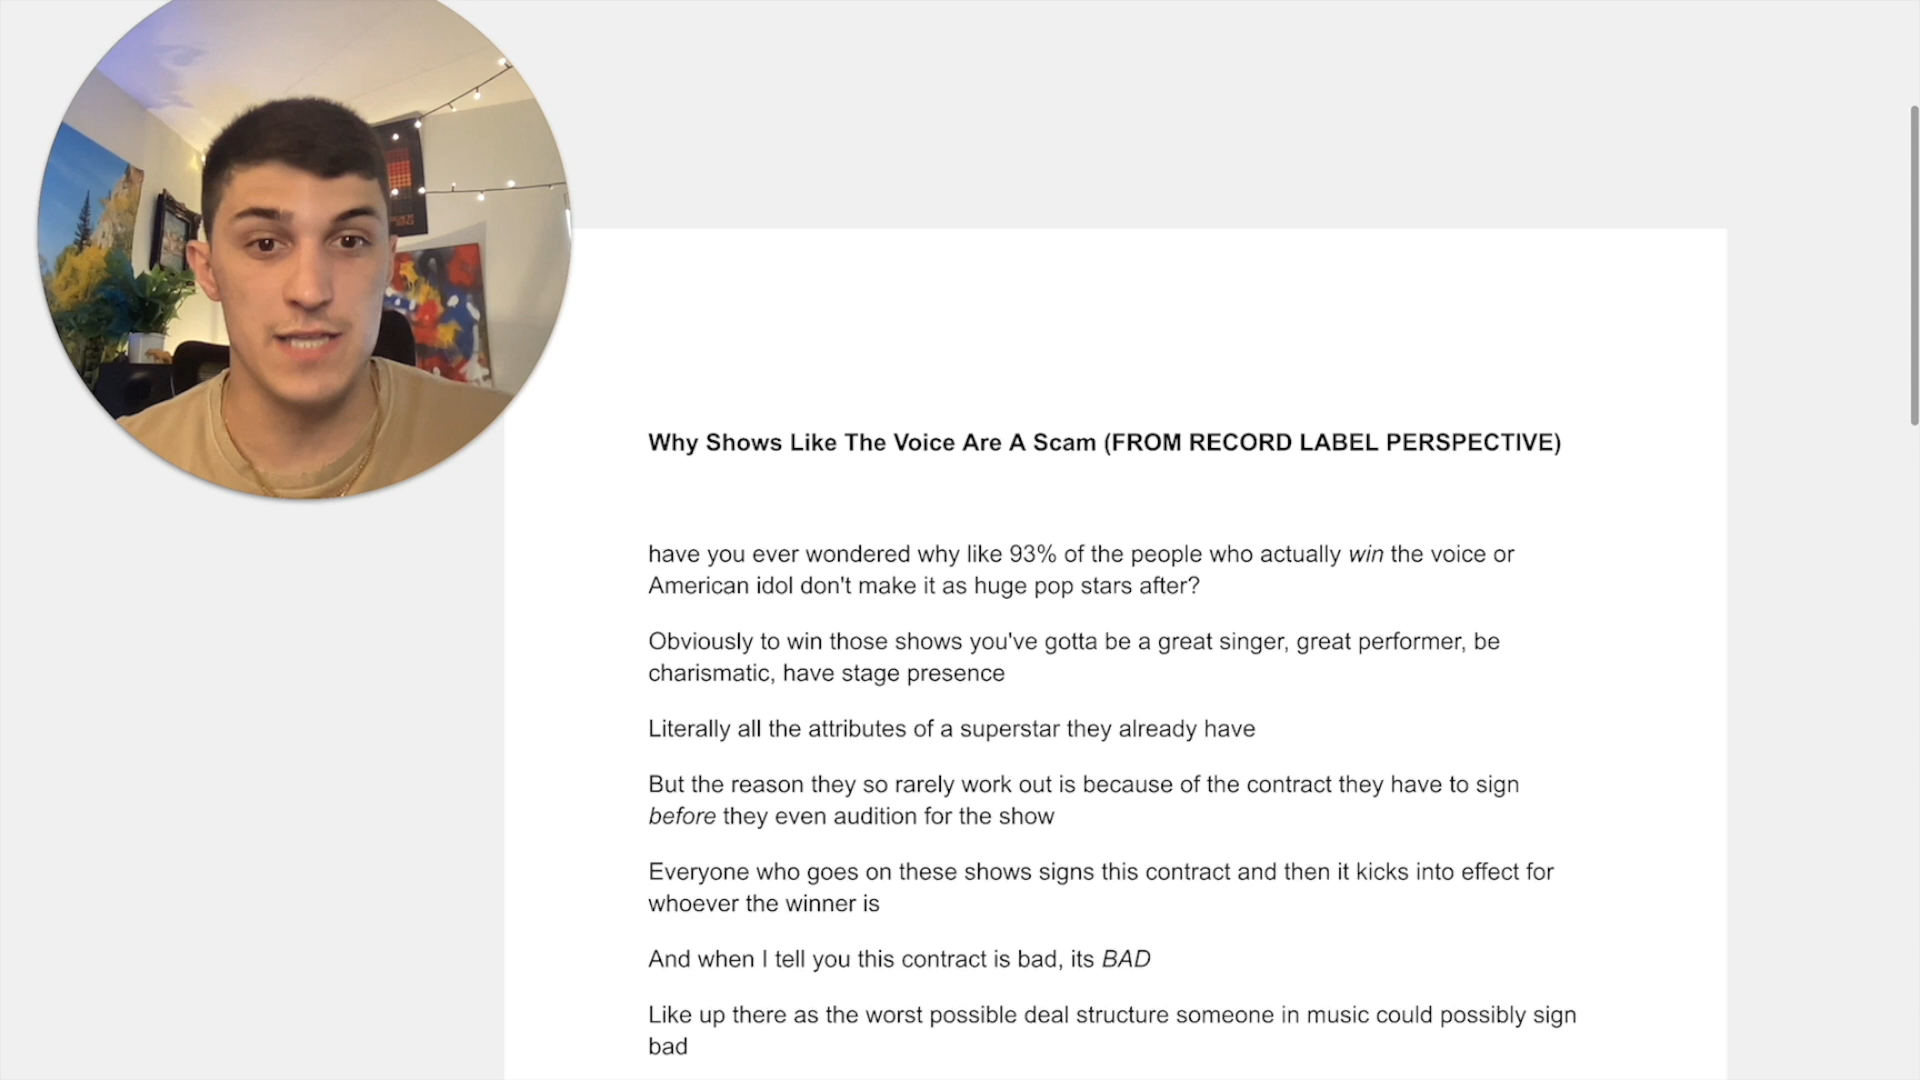 Why Shows Like The Voice Are A Scam (FROM RECORD LABEL PERSPECTIVE)
have you ever wondered why like 93% of the people who actually win the voice or
American idol don't make it as huge pop stars after?
Obviously to win those shows you've gotta be a great singer, great performer, be
charismatic, have stage presence
Literally all the attributes of a superstar they already have
But the reason they so rarely work out is because of the contract they have to sign
before they even audition for the show
Everyone who goes on these shows signs this contract and then it kicks into effect for
whoever the winner is
And when I tell you this contract is bad, its BAD
Like up there as the worst possible deal structure someone in music could possibly sign
bad